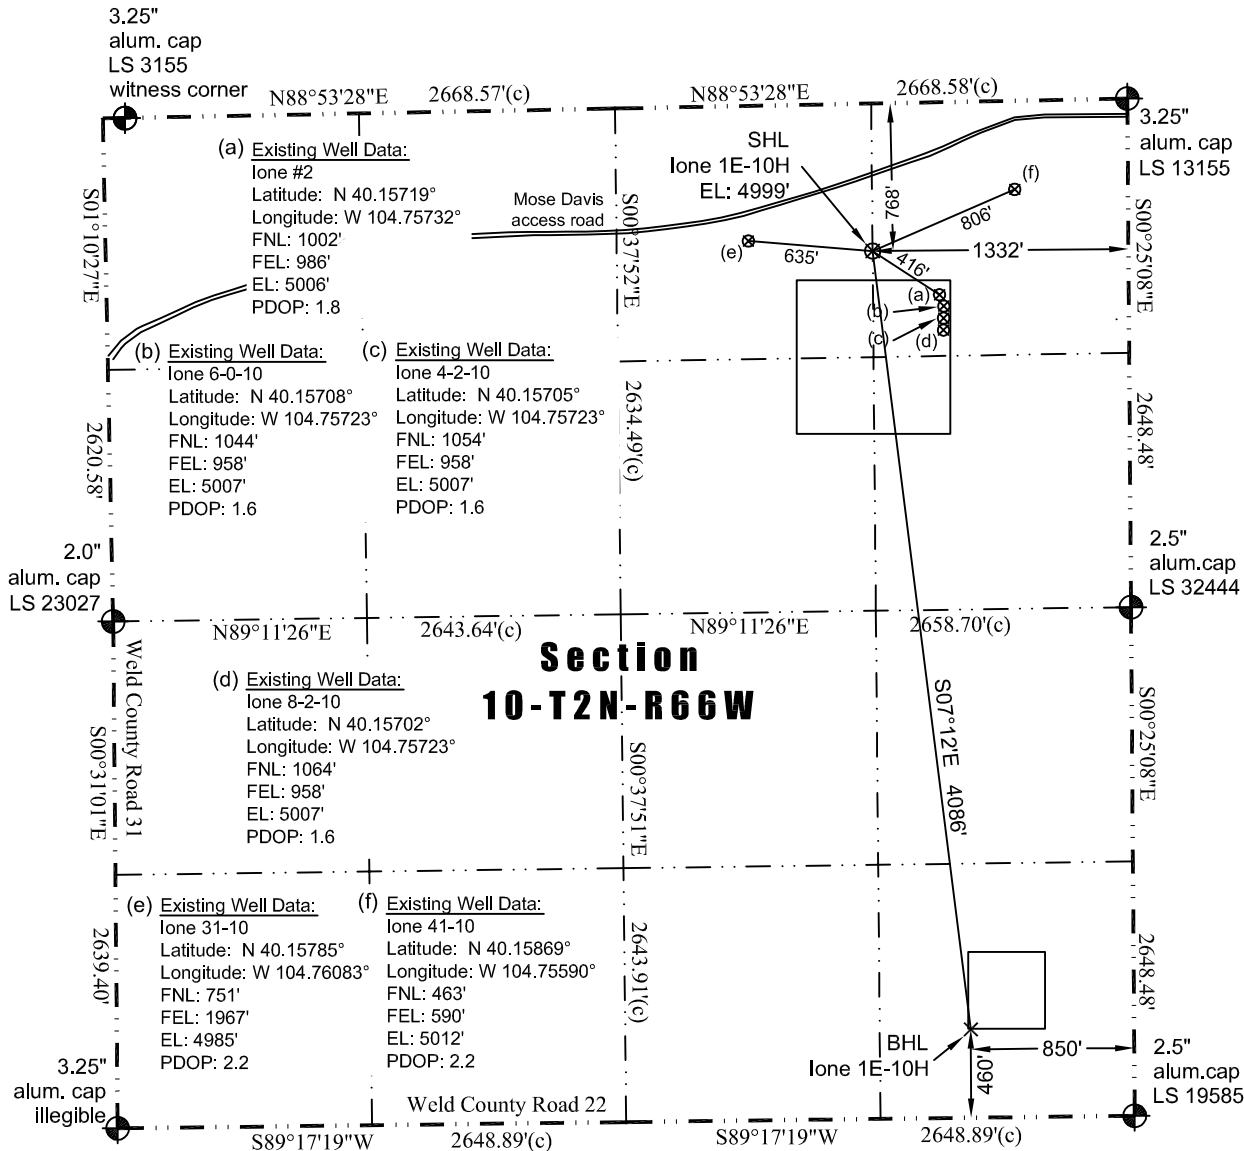 3.25"
alum. cap
LS 3155
witness corner
N88°53'28"E
2668.57'(c)
N88°53'28"E
2668.58'(c)
3.25"
alum. cap
LS 13155
SHL
Ione 1E-10H
EL: 4999'
Mose Davis
access road
798'
(f)
806'
(e)
635'
1332'
416'
(a)
(b)
(c)
(d)
S01°10'27"E
S00°37'52"E
S00°25'08"E
(a) Existing Well Data:
Ione #2
Latitude: N 40.15719°
Longitude: W 104.75732°
FNL: 1002'
FEL: 986'
EL: 5006'
PDOP: 1.8
(b) Existing Well Data:
Ione 6-0-10
Latitude: N 40.15708°
Longitude: W 104.75723°
FNL: 1044'
FEL: 958'
EL: 5007'
PDOP: 1.6
(c) Existing Well Data:
Ione 4-2-10
Latitude: N 40.15705°
Longitude: W 104.75723°
FNL: 1054'
FEL: 958'
EL: 5007'
PDOP: 1.6
2620.58'
2634.49'(c)
2648.48'
2.0"
alum. cap
LS 23027
2.5"
alum.cap
LS 32444
N89°11'26"E
2643.64'(c)
N89°11'26"E
2658.70'(c)
Section
10-T2N-R66W
Weld County Road 31
S00°31'01"E
(d) Existing Well Data:
Ione 8-2-10
Latitude: N 40.15702°
Longitude: W 104.75723°
FNL: 1064'
FEL: 958'
EL: 5007'
PDOP: 1.6
S00°37'51"E
S07°12'E 4086'
S00°25'08"E
(e) Existing Well Data:
Ione 31-10
Latitude: N 40.15785°
Longitude: W 104.76083°
FNL: 751'
FEL: 1967'
EL: 4985'
PDOP: 2.2
(f) Existing Well Data:
Ione 41-10
Latitude: N 40.15869°
Longitude: W 104.75590°
FNL: 463'
FEL: 590'
EL: 5012'
PDOP: 2.2
2639.40'
2643.91'(c)
2648.48'
BHL
Ione 1E-10H
850'
460'
3.25"
alum. cap
illegible
2.5"
alum.cap
LS 19585
Weld County Road 22
S89°17'19"W
2648.89'(c)
S89°17'19"W
2648.89'(c)